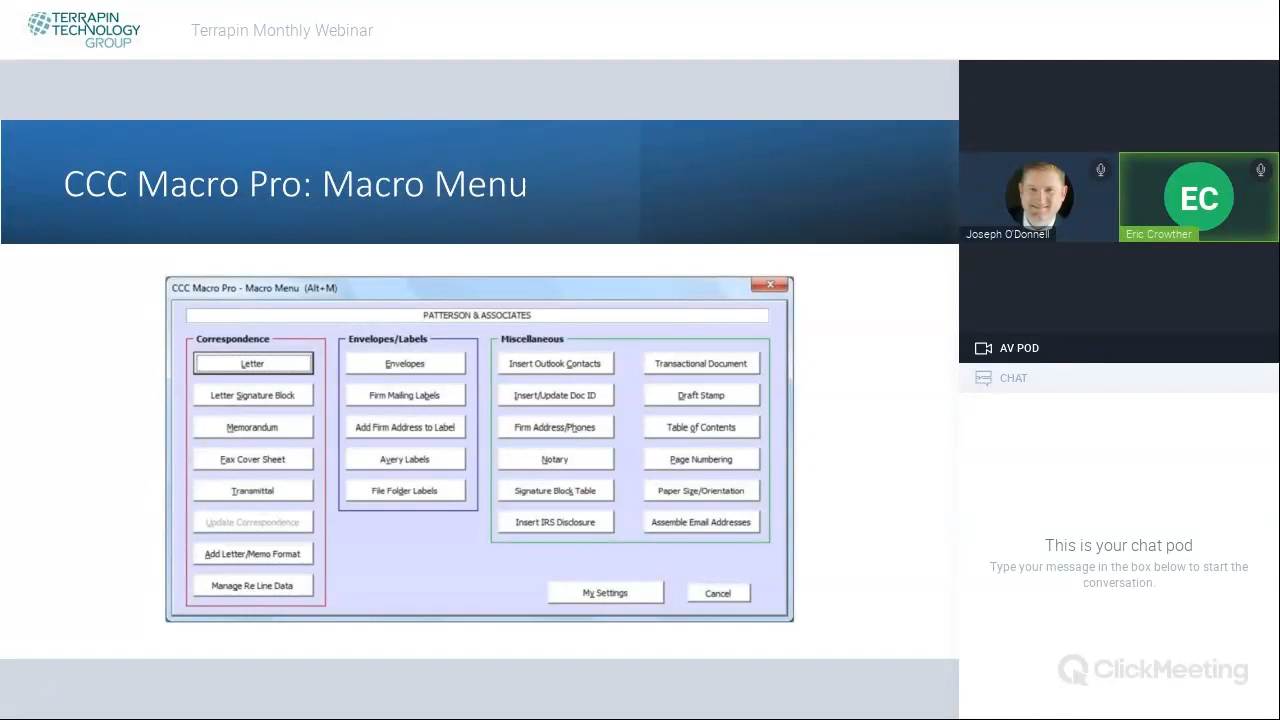 TERRAPIN
TECHNOLOGY
GROUP
Terrapin Monthly Webinar
CCC Macro Pro: Macro Menu
Joseph O'Donnell
EC
Eric Crowther
AV POD
CHAT
This is your chat pod
Type your message in the box below to start the
conversation.
ClickMeeting
CCC Macro Pro - Macro Menu (Alt+M)
PATTERSON & ASSOCIATES
Correspondence
Letter
Letter Signature Block
Memorandum
Fax Cover Sheet
Transmittal
Update Correspondence
Add Letter/Memo Format
Manage Re Line Data
Envelopes/Labels
Envelopes
Firm Mailing Labels
Add Firm Address to Label
Avery Labels
File Folder Labels
Miscellaneous
Insert Outlook Contacts
Insert/Update Doc ID
Firm Address/Phones
Notary
Signature Block Table
Insert IRS Disclosure
Transactional Document
Draft Stamp
Table of Contents
Page Numbering
Paper Size/Orientation
Assemble Email Addresses
My Settings
Cancel